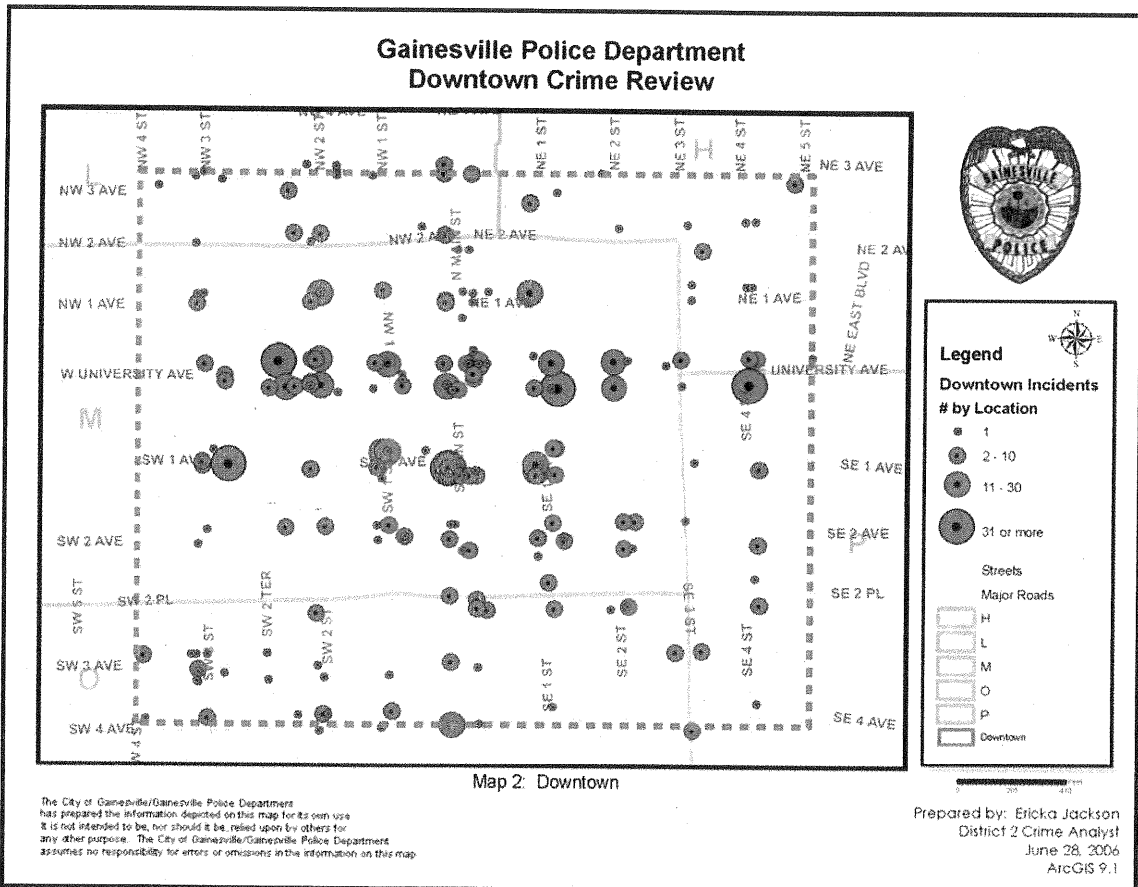 Gainesville Police Department
Downtown Crime Review
NW 4 ST
NW 3 ST
NW 2 ST
NW 1 ST
NE 1 ST
NE 2 ST
NE 3 ST
H
NE 4 ST
NE 5 ST
NE 3 AVE
L
NW 3 AVE
N MAIN ST
NW 2 AVE
NE 2 AVE
NW 1 AVE
NE 1 AVE
NE 1 AVE
NE EAST BLVD
W UNIVERSITY AVE
UNIVERSITY AVE
M
SE 4
SW 1 AVE
SE 1 AVE
SW 2 AVE
SE 2 AVE
P
SW 5 ST
SW 2 PL
SW 2 TER
SW 2 ST
SE 2 ST
SE 3 ST
SE 4 ST
SE 2 PL
SW 3 AVE
O
SE 1 ST
SW 4 AVE
SE 4 AVE
GAINESVILLE
POLICE
N
W E
S
Legend
Downtown Incidents
# by Location
1
2 - 10
11 - 30
31 or more
Streets
Major Roads
H
L
M
O
P
Downtown
Map 2: Downtown
The City of Gainesville/Gainesville Police Department
has prepared the information depicted on this map for its own use
It is not intended to be, nor should it be, relied upon by others for
any other purpose. The City of Gainesville/Gainesville Police Department
assumes no responsibility for errors or omissions in the information on this map
Prepared by: Ericka Jackson
District 2 Crime Analyst
June 28, 2006
ArcGIS 9.1